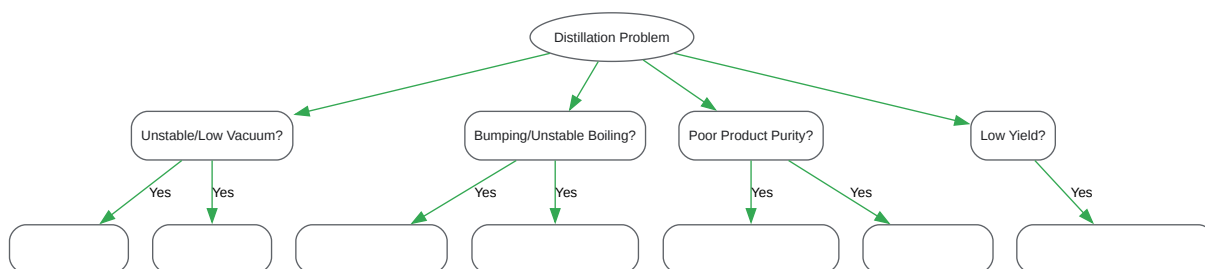 Distillation Problem
Unstable/Low Vacuum?
Bumping/Unstable Boiling?
Poor Product Purity?
Low Yield?
Yes
Yes
Yes
Yes
Yes
Yes
Yes